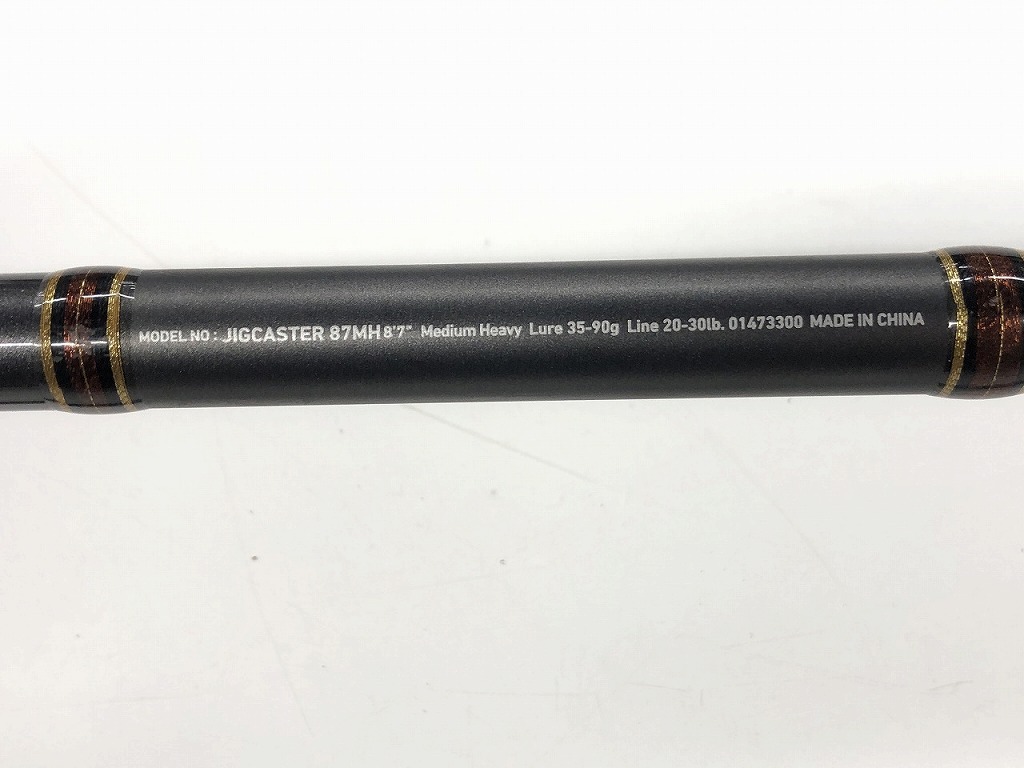 MODEL NO : JIGCASTER 87MH 8'7" Medium Heavy Lure 35-90g Line 20-30lb. 01473300 MADE IN CHINA